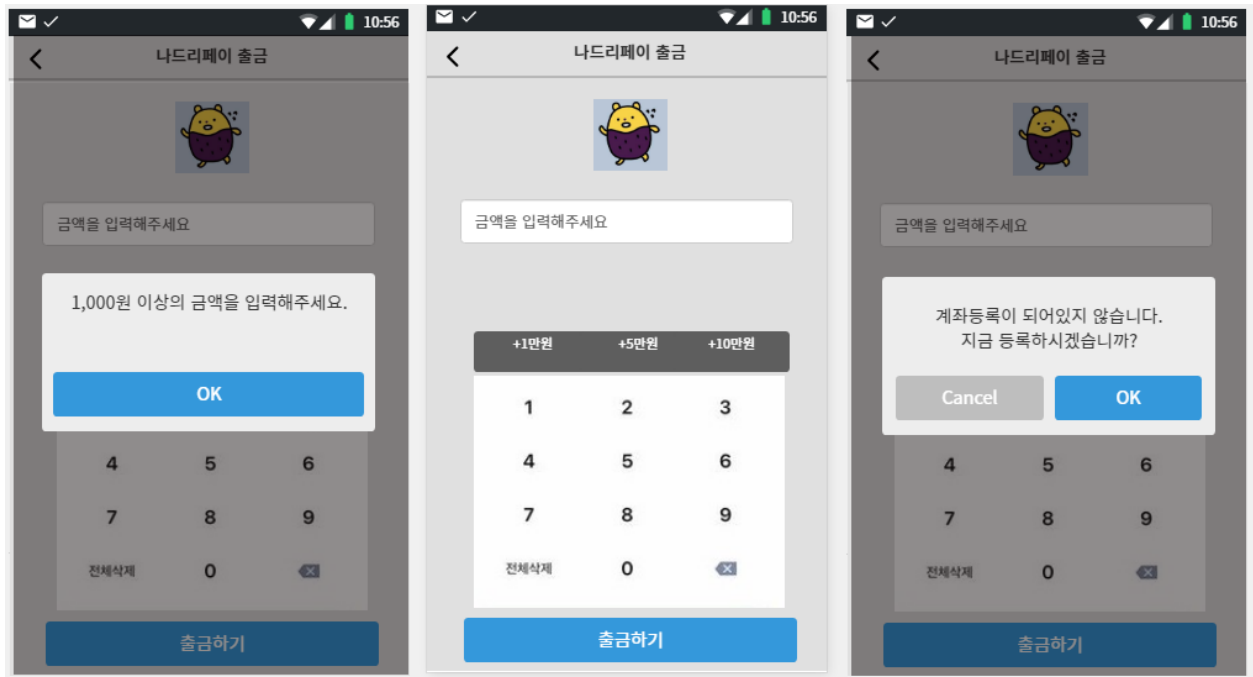 10:56
나드리페이 출금
금액을 입력해주세요
1,000원 이상의 금액을 입력해주세요.
OK
4 5 6
7 8 9
전체삭제 0
출금하기
10:56
나드리페이 출금
금액을 입력해주세요
+1만원 +5만원 +10만원
1 2 3
4 5 6
7 8 9
전체삭제 0
출금하기
10:56
나드리페이 출금
금액을 입력해주세요
계좌등록이 되어있지 않습니다.
지금 등록하시겠습니까?
Cancel OK
4 5 6
7 8 9
전체삭제 0
출금하기